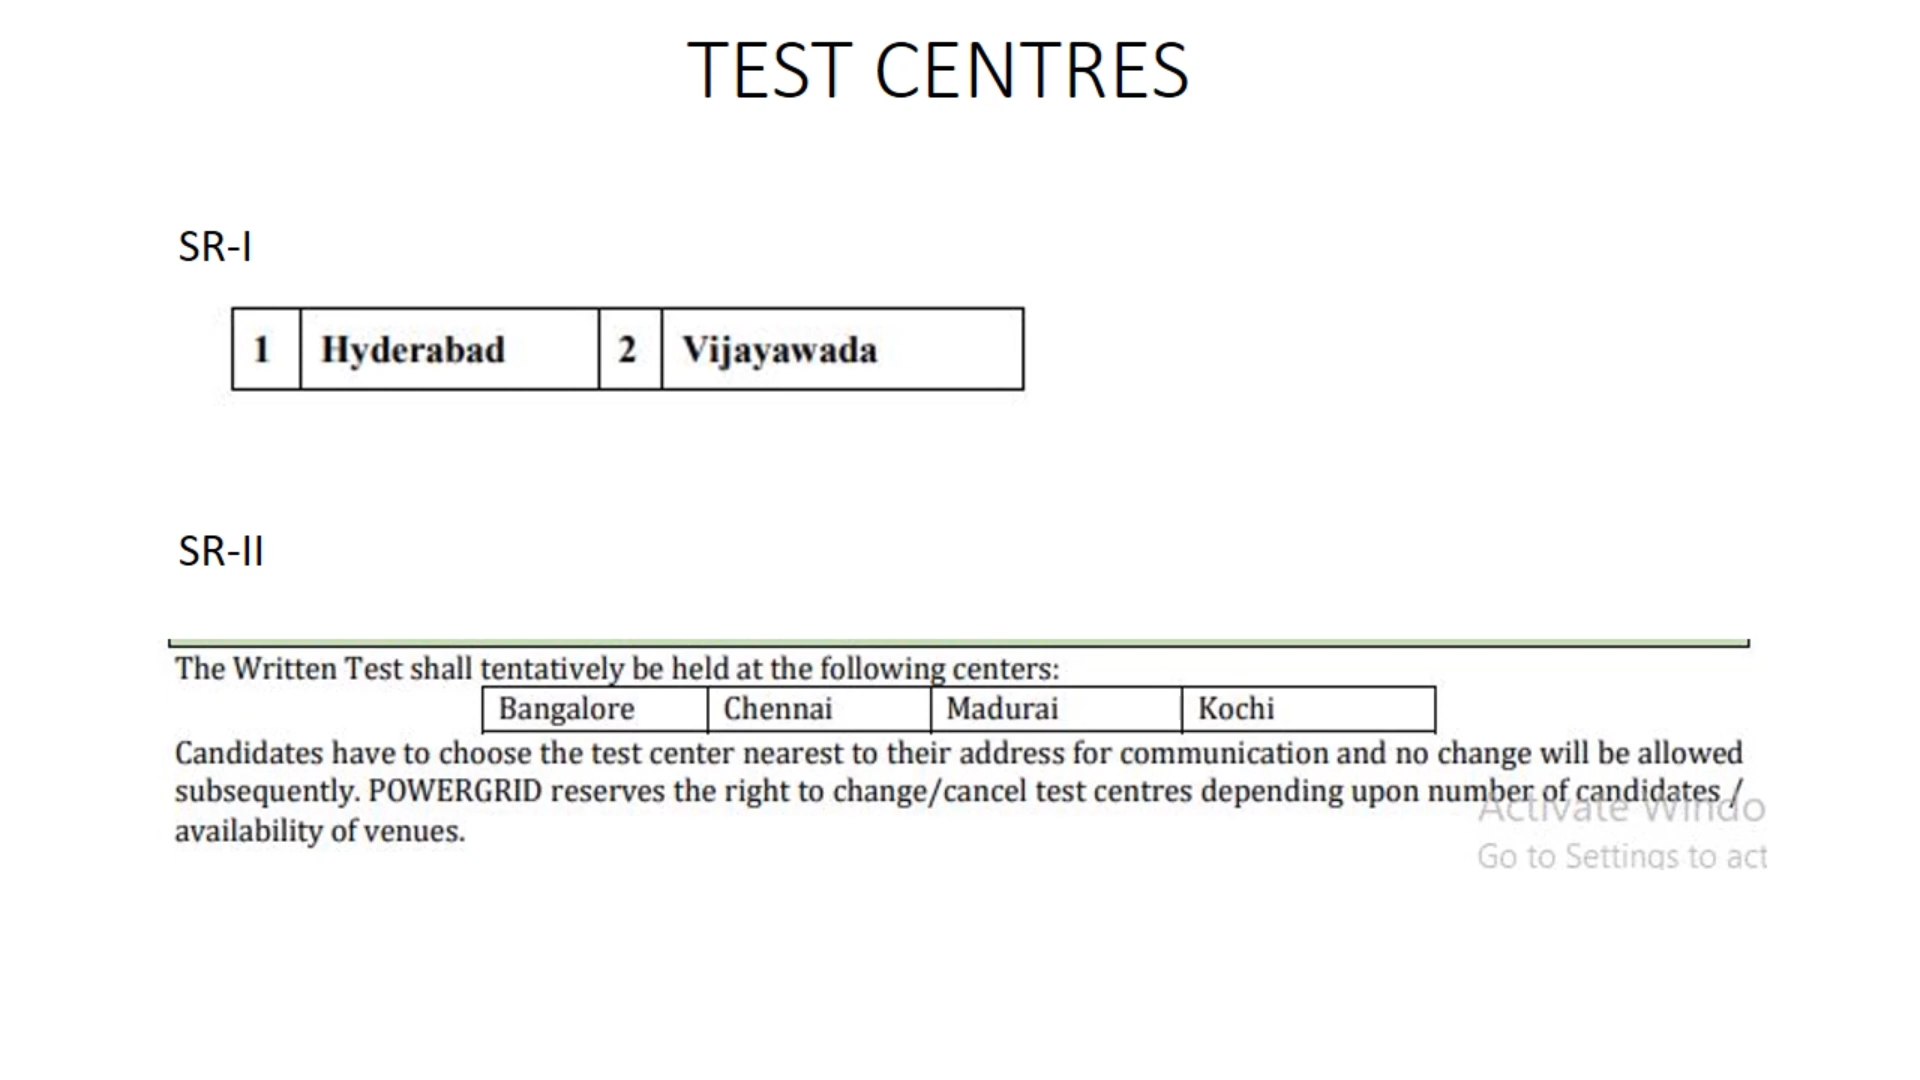 TEST CENTRES
SR-I
1 Hyderabad 2 Vijayawada
SR-II
The Written Test shall tentatively be held at the following centers:
Bangalore Chennai Madurai Kochi
Candidates have to choose the test center nearest to their address for communication and no change will be allowed
subsequently. POWERGRID reserves the right to change/cancel test centres depending upon number of candidates /
availability of venues.
Activate Windo
Go to Settings to act